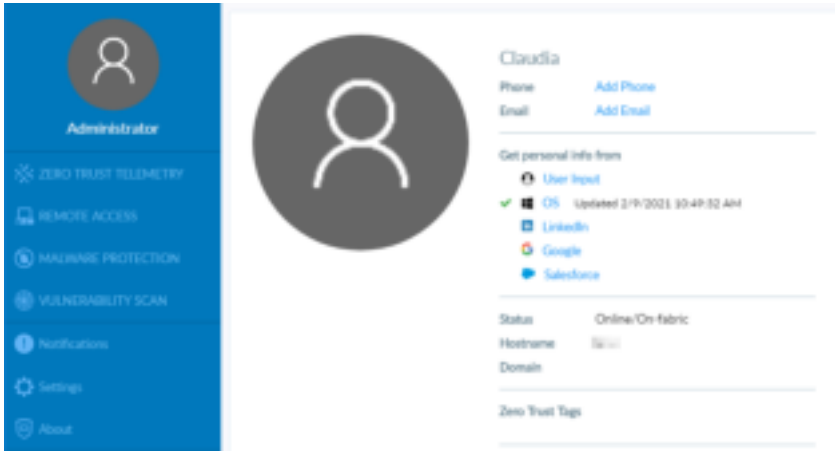 Administrator
ZERO TRUST TELEMETRY
REMOTE ACCESS
MALWARE PROTECTION
VULNERABILITY SCAN
Notifications
Settings
About
Claudia
Phone Add Phone
Email Add Email
Get personal info from
User Input
OS Updated 2/9/2021 10:49:32 AM
LinkedIn
Google
Salesforce
Status Online/On-fabric
Hostname
Domain
Zero Trust Tags